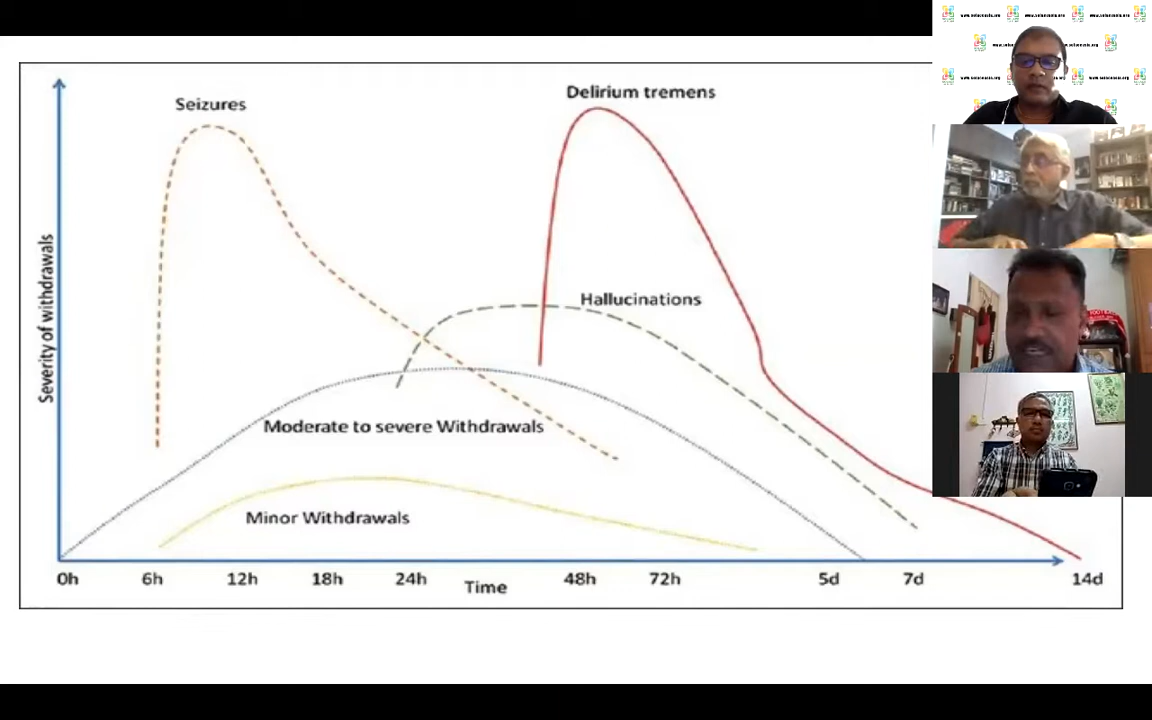 Seizures
Delirium tremens
Hallucinations
Moderate to severe Withdrawals
Minor Withdrawals
Severity of withdrawals
0h 6h 12h 18h 24h 48h 72h 5d 7d 14d
Time